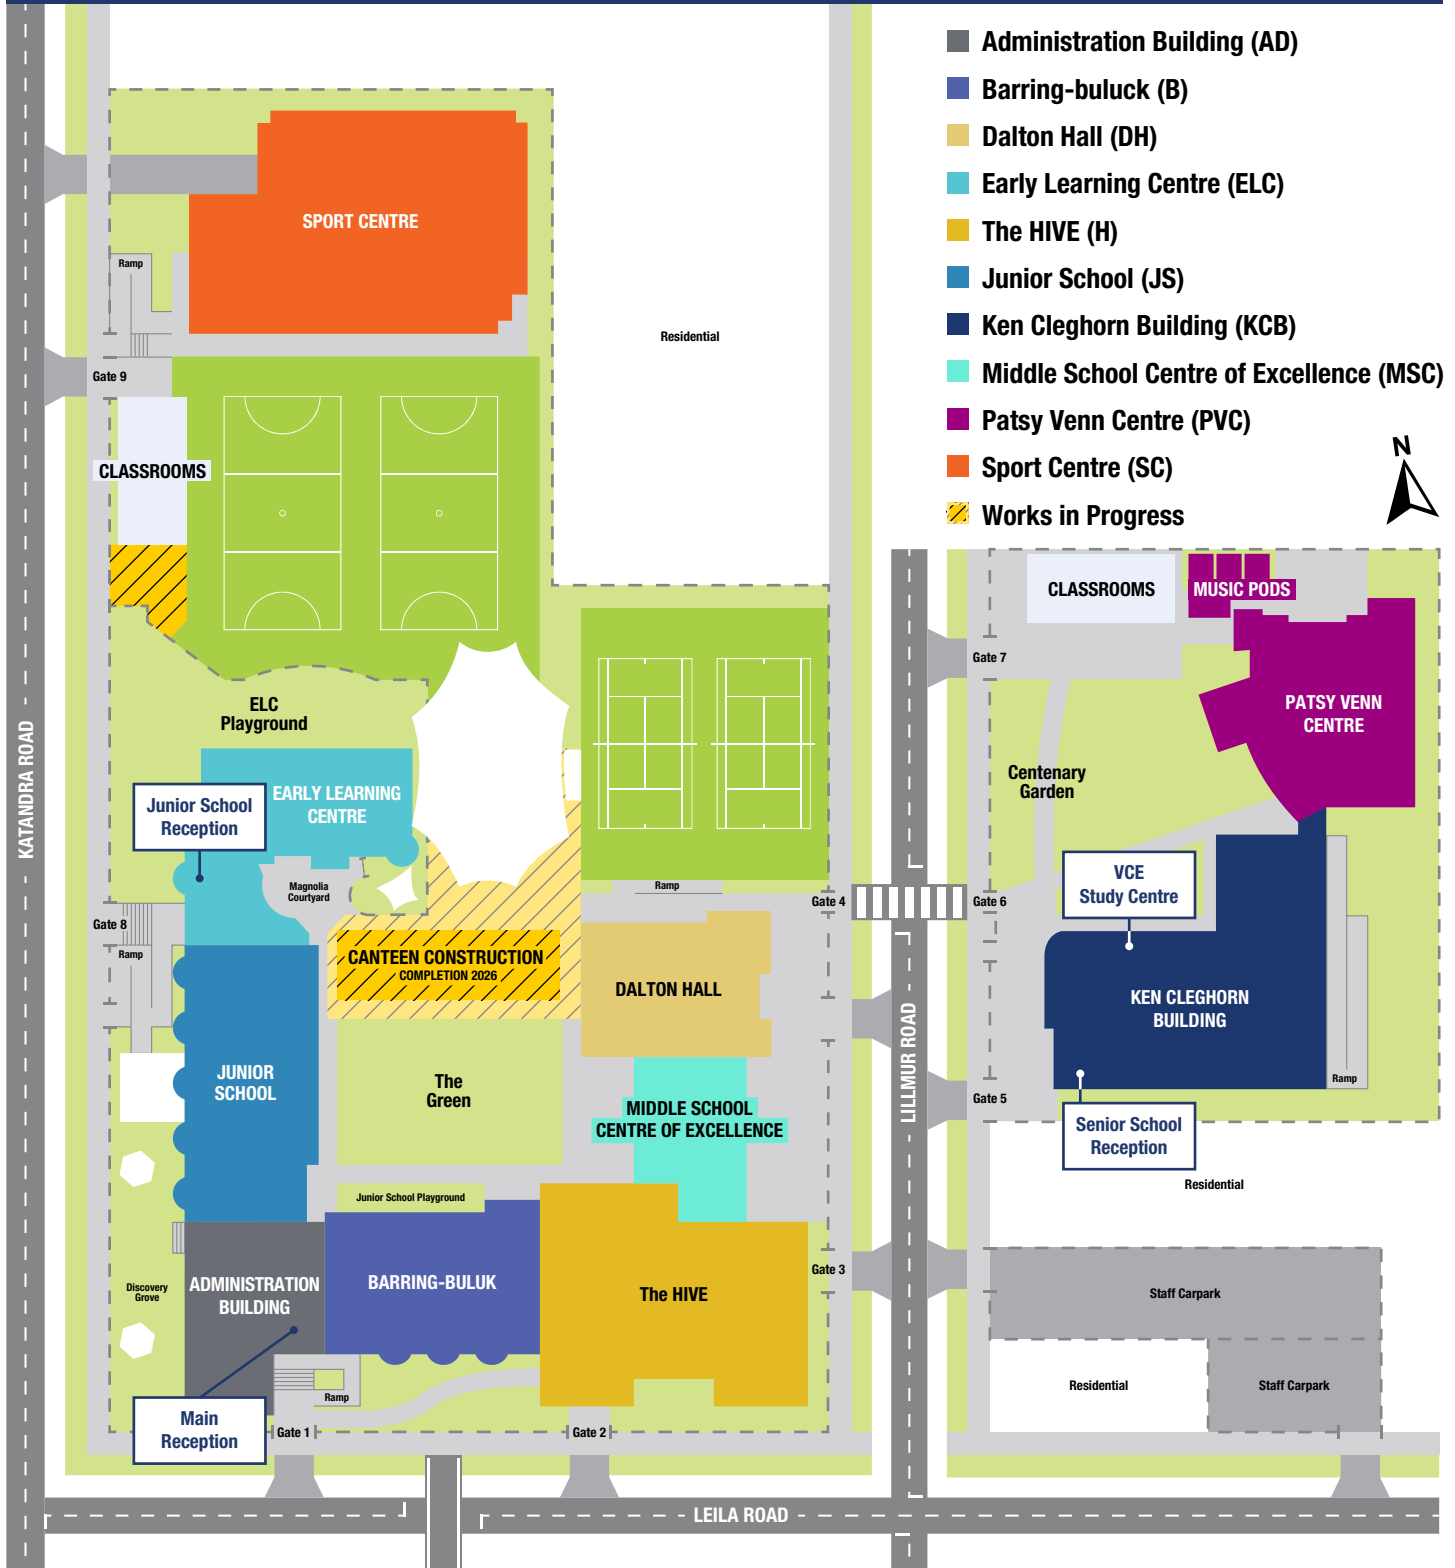 Administration Building (AD)
Barring-buluck (B)
Dalton Hall (DH)
Early Learning Centre (ELC)
The HIVE (H)
Junior School (JS)
Ken Cleghorn Building (KCB)
Middle School Centre of Excellence (MSC)
Patsy Venn Centre (PVC)
Sport Centre (SC)
Works in Progress
N
SPORT CENTRE
Ramp
Residential
Gate 9
CLASSROOMS
CLASSROOMS
MUSIC PODS
Gate 7
PATSY VENN
CENTRE
ELC
Playground
KATANDRA ROAD
Centenary
Garden
Junior School
Reception
EARLY LEARNING
CENTRE
Magnolia
Courtyard
Ramp
Gate 4
Gate 6
VCE
Study Centre
Gate 8
Ramp
CANTEEN CONSTRUCTION
COMPLETION 2026
DALTON HALL
KEN CLEGHORN
BUILDING
LILLMUR ROAD
JUNIOR
SCHOOL
The
Green
Ramp
Gate 5
MIDDLE SCHOOL
CENTRE OF EXCELLENCE
Senior School
Reception
Residential
Junior School Playground
Discovery
Grove
ADMINISTRATION
BUILDING
BARRING-BULUK
The HIVE
Gate 3
Staff Carpark
Residential
Staff Carpark
Ramp
Main
Reception
Gate 1
Gate 2
LEILA ROAD